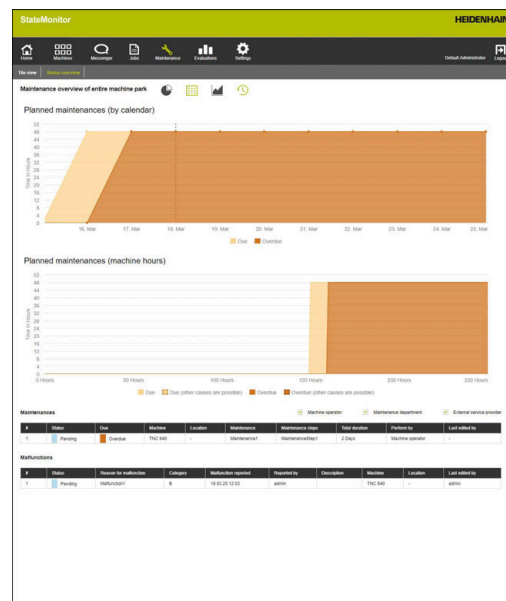 StateMonitor HEIDENHAIN
Home Machines Messenger Jobs Maintenance Evaluations Settings Default Administrator Logou
Tile view Status overview
Maintenance overview of entire machine park
Planned maintenances (by calendar)
Time in Hours
52
48
44
40
36
32
28
24
20
16
12
8
4
0
16. Mar 17. Mar 18. Mar 19. Mar 20. Mar 21. Mar 22. Mar 23. Mar 24. Mar 25. Mar
Due Overdue
Planned maintenances (machine hours)
Time in Hours
52
48
44
40
36
32
28
24
20
16
12
8
4
0
0 Hours 50 Hours 100 Hours 150 Hours 200 Hours 250 Hours
Due Due (other causes are possible) Overdue Overdue (other causes are possible)
Maintenances Machine operator Maintenance department External service provider
# Status Due Machine Location Maintenance Maintenance steps Total duration Perform by Last edited by
1 Pending Overdue TNC 640 - Maintenance1 MaintenanceStep1 2 Days Machine operator -
Malfunctions
# Status Reason for malfunction Category Malfunction reported Reported by Description Machine Location Last edited by
1 Pending Malfunction1 B 18.03.20 12:03 admin TNC 640 - admin